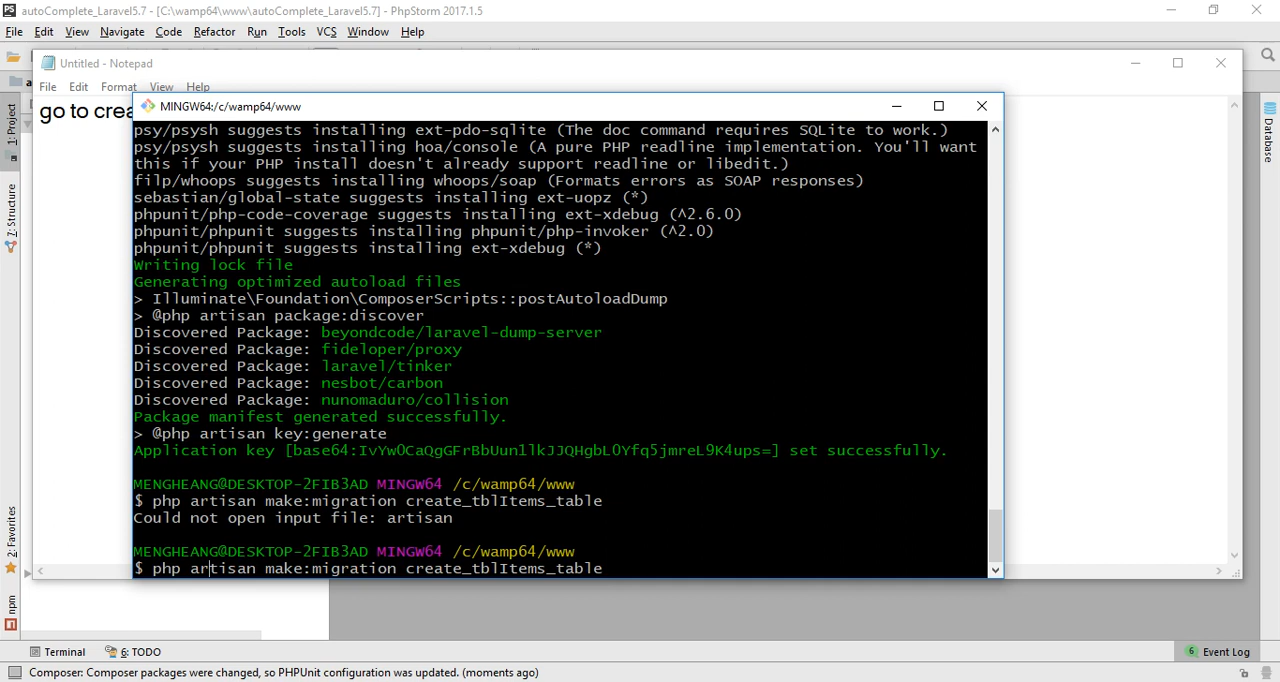 autoComplete_Laravel5.7 - [C:\wamp64\www\autoComplete_Laravel5.7] - PhpStorm 2017.1.5
File Edit View Navigate Code Refactor Run Tools VCS Window Help
Untitled - Notepad
File Edit Format View Help
go to crea
MINGW64:/c/wamp64/www
psy/psysh suggests installing ext-pdo-sqlite (The doc command requires SQLite to work.)
psy/psysh suggests installing hoa/console (A pure PHP readline implementation. You'll want
this if your PHP install doesn't already support readline or libedit.)
filp/whoops suggests installing whoops/soap (Formats errors as SOAP responses)
sebastian/global-state suggests installing ext-uopz (*)
phpunit/php-code-coverage suggests installing ext-xdebug (^2.6.0)
phpunit/phpunit suggests installing phpunit/php-invoker (^2.0)
phpunit/phpunit suggests installing ext-xdebug (*)
Writing lock file
Generating optimized autoload files
> Illuminate\Foundation\ComposerScripts::postAutoloadDump
> @php artisan package:discover
Discovered Package: beyondcode/laravel-dump-server
Discovered Package: fideloper/proxy
Discovered Package: laravel/tinker
Discovered Package: nesbot/carbon
Discovered Package: nunomaduro/collision
Package manifest generated successfully.
> @php artisan key:generate
Application key [base64:IvYwOCaQgGFrBbUun1lkJJQHgbLOYfq5jmreL9K4ups=] set successfully.
MENGHEANG@DESKTOP-2FIB3AD MINGW64 /c/wamp64/www
$ php artisan make:migration create_tblItems_table
Could not open input file: artisan
MENGHEANG@DESKTOP-2FIB3AD MINGW64 /c/wamp64/www
$ php artisan make:migration create_tblItems_table
1: Project
7: Structure
2: Favorites
npm
Database
Terminal
6: TODO
6 Event Log
Composer: Composer packages were changed, so PHPUnit configuration was updated. (moments ago)